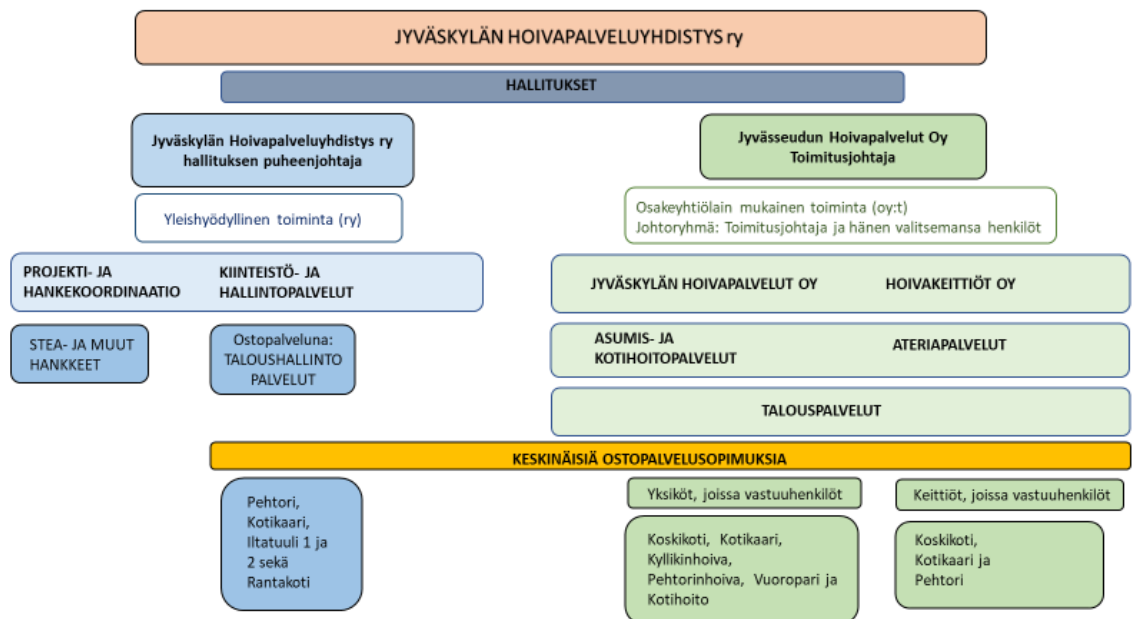 JYVÄSKYLÄN HOIVAPALVELUYHDISTYS ry
HALLITUKSET
Jyväskylän Hoivapalveluyhdistys ry
hallituksen puheenjohtaja
Jyvässeudun Hoivapalvelut Oy
Toimitusjohtaja
Yleishyödyllinen toiminta (ry)
Osakeyhtiölain mukainen toiminta (oy:t)
Johtoryhmä: Toimitusjohtaja ja hänen valitsemansa henkilöt
PROJEKTI- JA
HANKEKOORDINAATIO
KIINTEISTÖ- JA
HALLINTOPALVELUT
JYVÄSKYLÄN HOIVAPALVELUT OY
HOIVAKEITTIÖT OY
STEA- JA MUUT
HANKKEET
Ostopalveluna:
TALOUSHALLINTO
PALVELUT
ASUMIS- JA
KOTIHOITOPALVELUT
ATERIAPALVELUT
TALOUSPALVELUT
KESKINÄISIÄ OSTOPALVELUSOPIMUKSIA
Pehtori,
Kotikaari,
Iltatuuli 1 ja
2 sekä
Rantakoti
Yksiköt, joissa vastuuhenkilöt
Koskikoti, Kotikaari,
Kyllikinhoiva,
Pehtorinhoiva, Vuoropari ja
Kotihoito
Keittiöt, joissa vastuuhenkilöt
Koskikoti,
Kotikaari ja
Pehtori